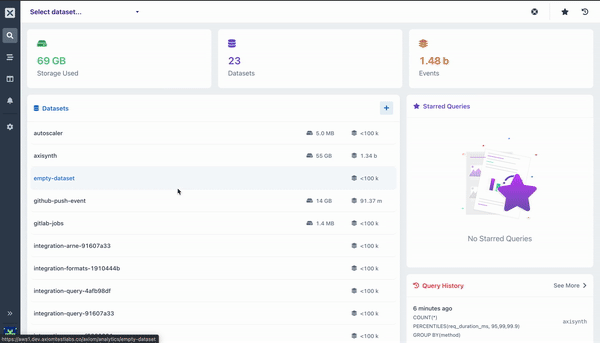 Select dataset...
69 GB
Storage Used
23
Datasets
1.48 b
Events
Datasets
+
autoscaler 5.0 MB <100 k
axisynth 55 GB 1.34 b
empty-dataset <100 k
github-push-event 14 GB 91.37 m
gitlab-jobs 1.4 MB <100 k
integration-arne-91607a33 <100 k
integration-formats-1910444b <100 k
integration-query-4afb98df <100 k
integration-query-91607a33 <100 k
<100 k
Starred Queries
No Starred Queries
Query History
See More
6 minutes ago
COUNT(*)
PERCENTILES(req_duration_ms, 95,99,99.9)
GROUP BY(method)
axisynth
https://aws1.dev.axiomtestlabs.co/axiom/analytics/empty-dataset